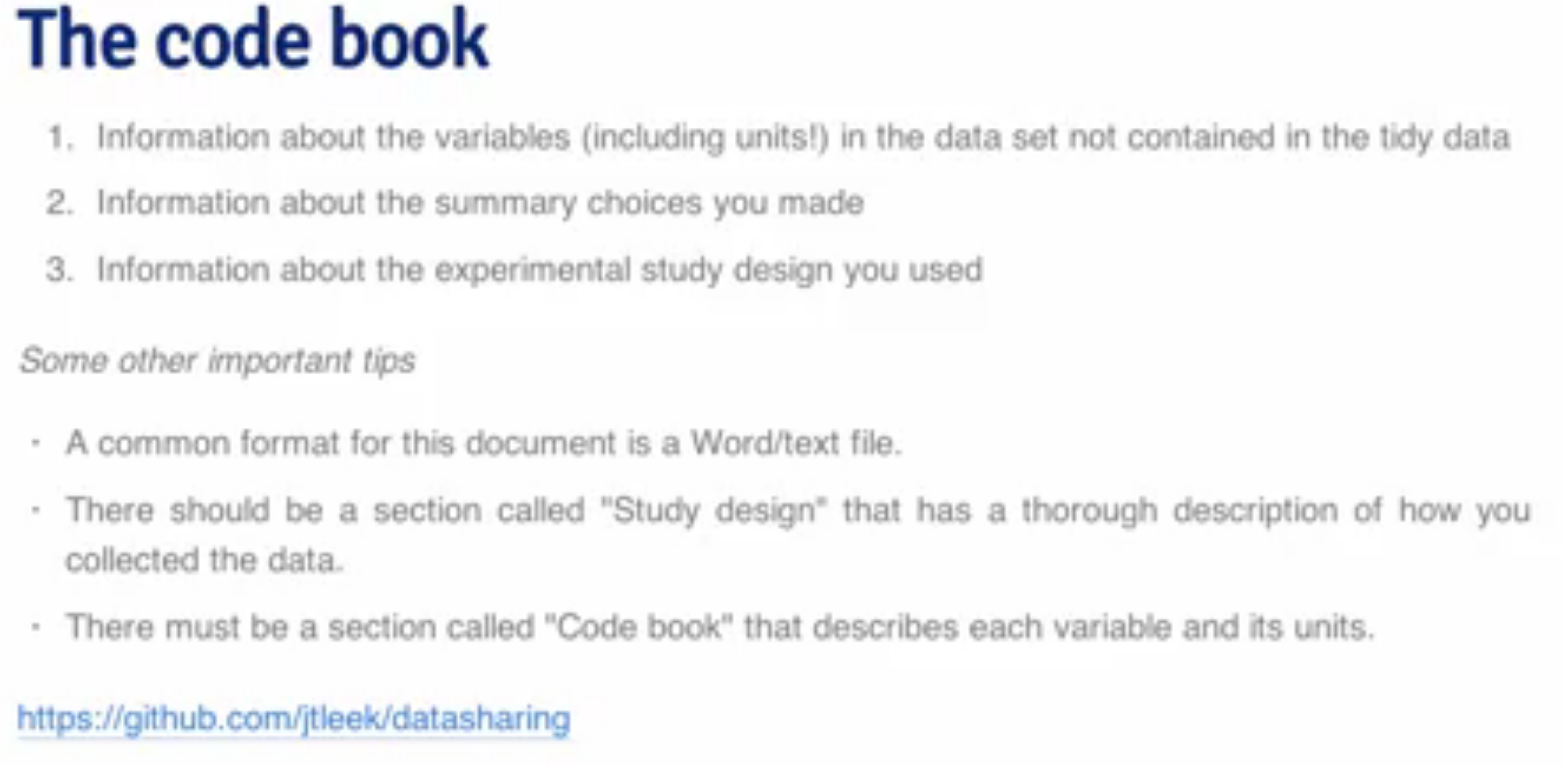 The code book
1. Information about the variables (including units!) in the data set not contained in the tidy data
2. Information about the summary choices you made
3. Information about the experimental study design you used
Some other important tips
· A common format for this document is a Word/text file.
· There should be a section called "Study design" that has a thorough description of how you
collected the data.
· There must be a section called "Code book" that describes each variable and its units.
https://github.com/jtleek/datasharing